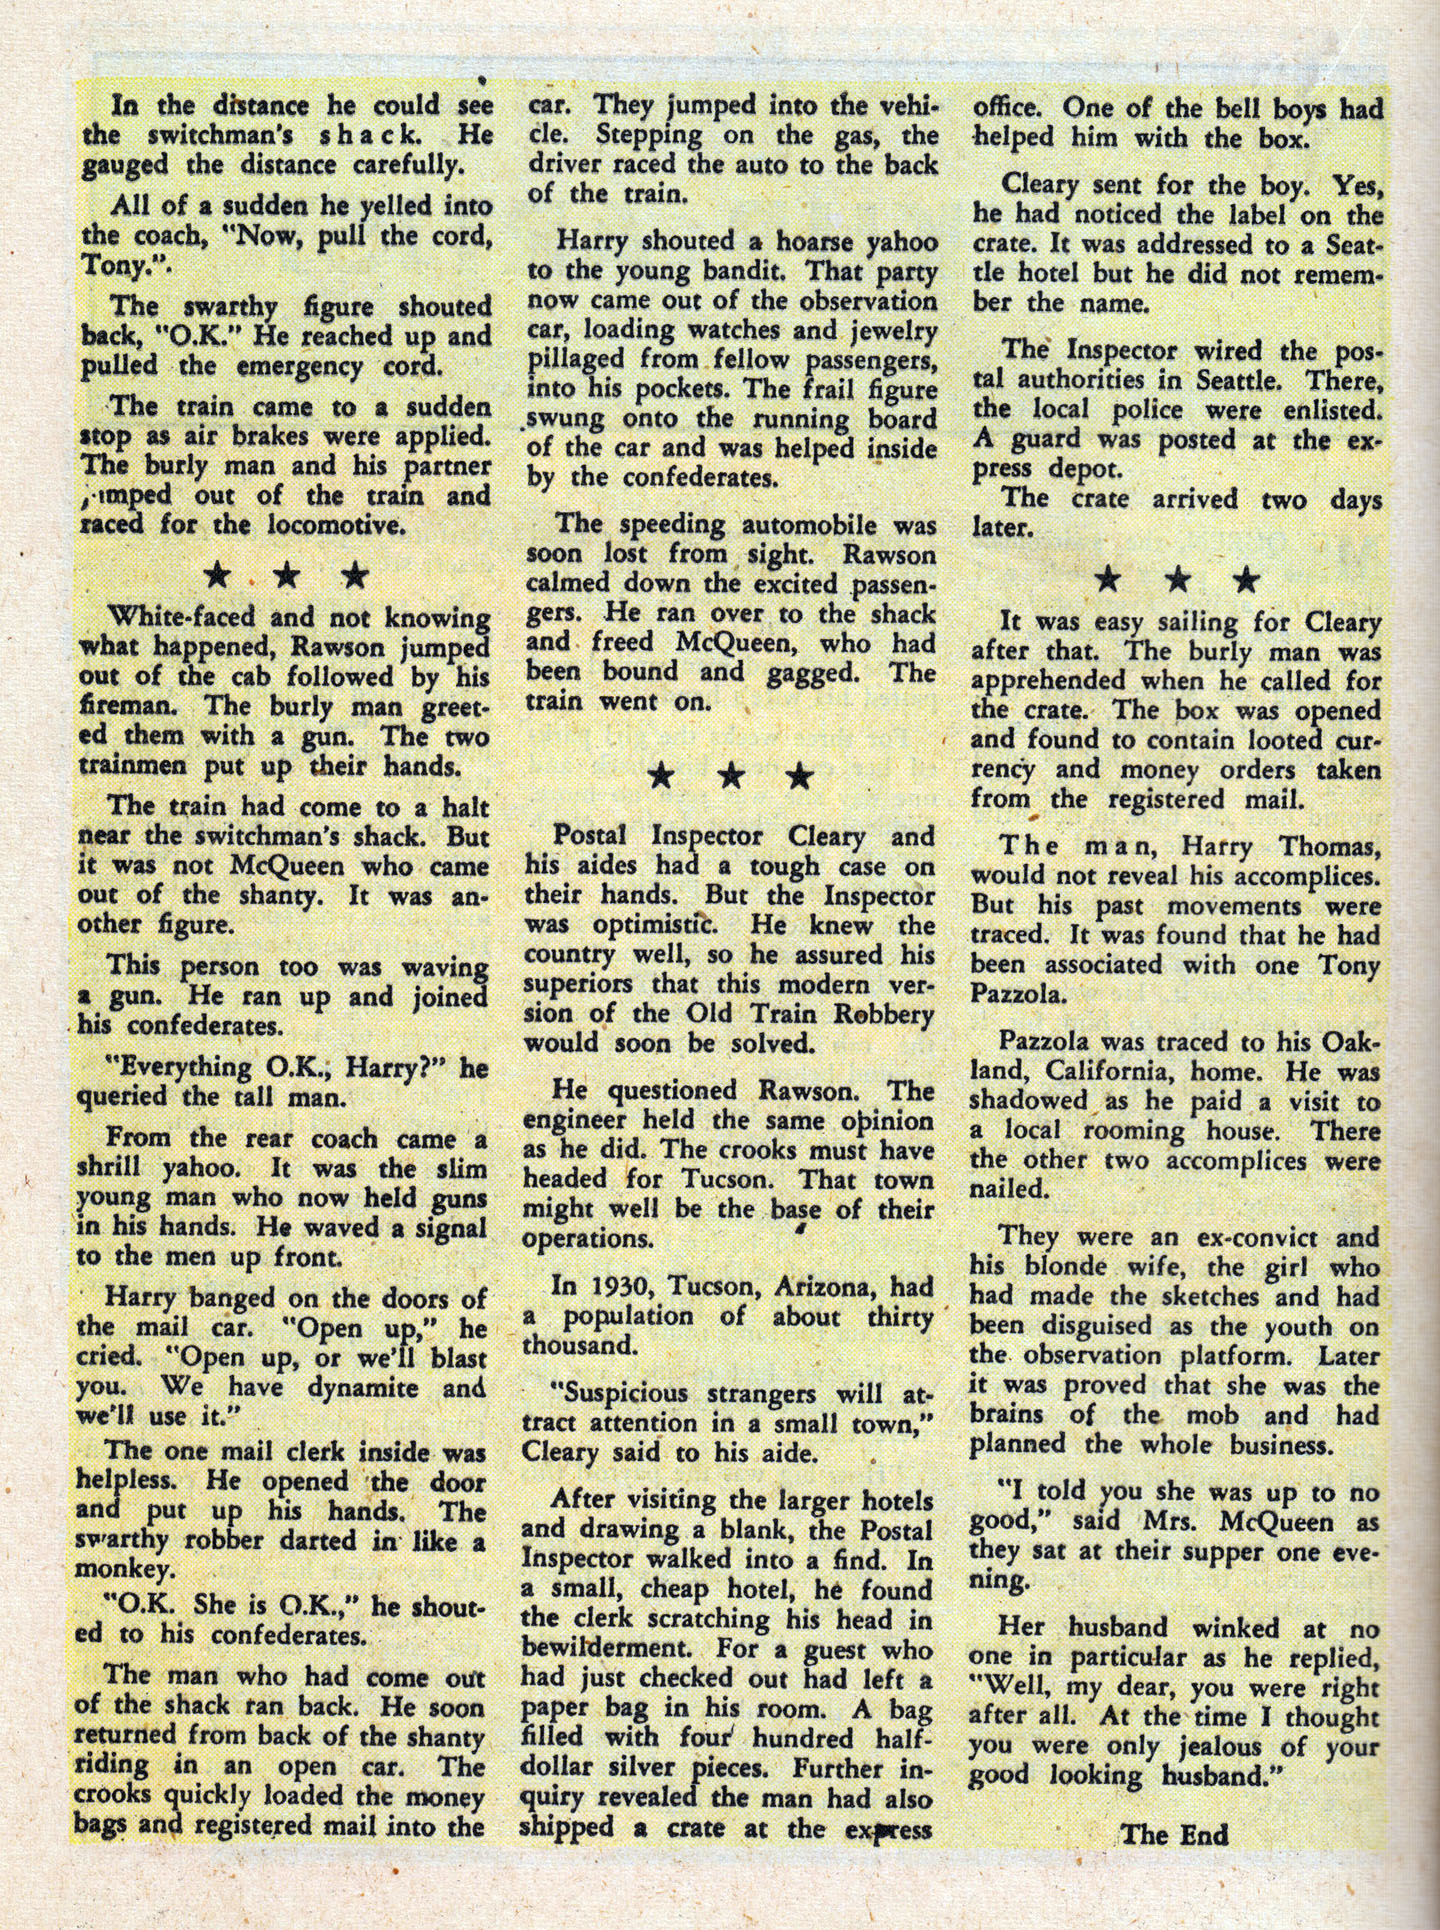 In the distance he could see
the switchman's shack. He
gauged the distance carefully.
All of a sudden he yelled into
the coach, "Now, pull the cord,
Tony.".
The swarthy figure shouted
back, "O.K." He reached up and
pulled the emergency cord.
The train came to a sudden
stop as air brakes were applied.
The burly man and his partner
jumped out of the train and
raced for the locomotive.
★ ★ ★
White-faced and not knowing
what happened, Rawson jumped
out of the cab followed by his
fireman. The burly man greet-
ed them with a gun. The two
trainmen put up their hands.
The train had come to a halt
near the switchman's shack. But
it was not McQueen who came
out of the shanty. It was an-
other figure.
This person too was waving
a gun. He ran up and joined
his confederates.
"Everything O.K., Harry?" he
queried the tall man.
From the rear coach came a
shrill yahoo. It was the slim
young man who now held guns
in his hands. He waved a signal
to the men up front.
Harry banged on the doors of
the mail car. "Open up," he
cried. "Open up, or we'll blast
you. We have dynamite and
we'll use it."
The one mail clerk inside was
helpless. He opened the door
and put up his hands. The
swarthy robber darted in like a
monkey.
"O.K. She is O.K.," he shout-
ed to his confederates.
The man who had come out
of the shack ran back. He soon
returned from back of the shanty
riding in an open car. The
crooks quickly loaded the money
bags and registered mail into the
car. They jumped into the vehi-
cle. Stepping on the gas, the
driver raced the auto to the back
of the train.
Harry shouted a hoarse yahoo
to the young bandit. That party
now came out of the observation
car, loading watches and jewelry
pillaged from fellow passengers,
into his pockets. The frail figure
swung onto the running board
of the car and was helped inside
by the confederates.
The speeding automobile was
soon lost from sight. Rawson
calmed down the excited passen-
gers. He ran over to the shack
and freed McQueen, who had
been bound and gagged. The
train went on.
★ ★ ★
Postal Inspector Cleary and
his aides had a tough case on
their hands. But the Inspector
was optimistic. He knew the
country well, so he assured his
superiors that this modern ver-
sion of the Old Train Robbery
would soon be solved.
He questioned Rawson. The
engineer held the same opinion
as he did. The crooks must have
headed for Tucson. That town
might well be the base of their
operations.
In 1930, Tucson, Arizona, had
a population of about thirty
thousand.
"Suspicious strangers will at-
tract attention in a small town,"
Cleary said to his aide.
After visiting the larger hotels
and drawing a blank, the Postal
Inspector walked into a find. In
a small, cheap hotel, he found
the clerk scratching his head in
bewilderment. For a guest who
had just checked out had left a
paper bag in his room. A bag
filled with four hundred half-
dollar silver pieces. Further in-
quiry revealed the man had also
shipped a crate at the express
office. One of the bell boys had
helped him with the box.
Cleary sent for the boy. Yes,
he had noticed the label on the
crate. It was addressed to a Seat-
tle hotel but he did not remem-
ber the name.
The Inspector wired the pos-
tal authorities in Seattle. There,
the local police were enlisted.
A guard was posted at the ex-
press depot.
The crate arrived two days
later.
★ ★ ★
It was easy sailing for Cleary
after that. The burly man was
apprehended when he called for
the crate. The box was opened
and found to contain looted cur-
rency and money orders taken
from the registered mail.
The man, Harry Thomas,
would not reveal his accomplices.
But his past movements were
traced. It was found that he had
been associated with one Tony
Pazzola.
Pazzola was traced to his Oak-
land, California, home. He was
shadowed as he paid a visit to
a local rooming house. There
the other two accomplices were
nailed.
They were an ex-convict and
his blonde wife, the girl who
had made the sketches and had
been disguised as the youth on
the observation platform. Later
it was proved that she was the
brains of the mob and had
planned the whole business.
"I told you she was up to no
good," said Mrs. McQueen as
they sat at their supper one eve-
ning.
Her husband winked at no
one in particular as he replied,
"Well, my dear, you were right
after all. At the time I thought
you were only jealous of your
good looking husband."
The End